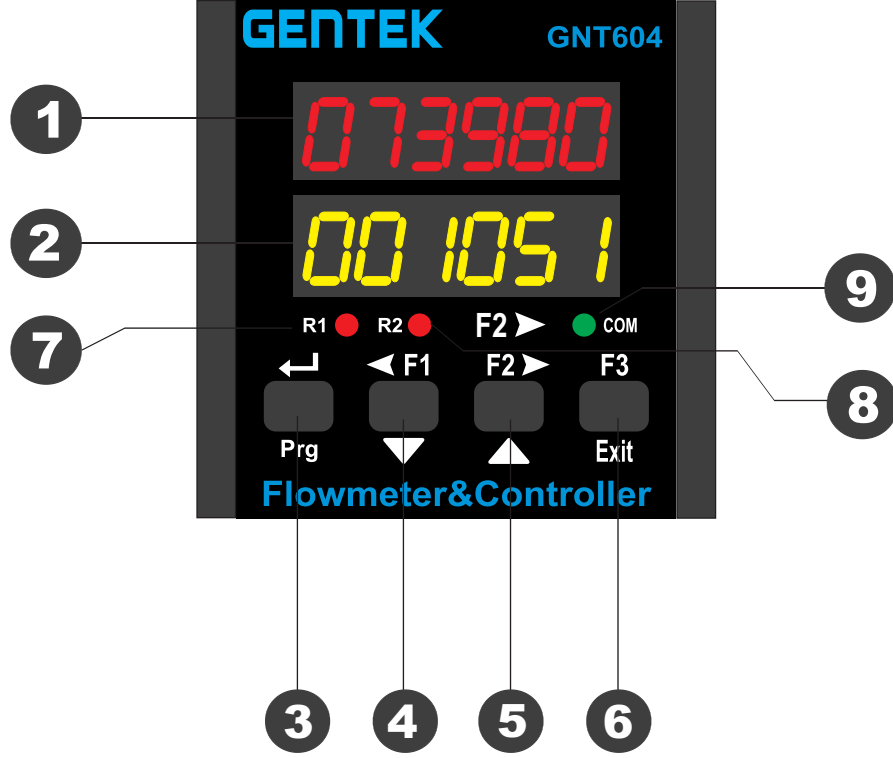 GENTEK GNT604
1 073980
2 001051
9
7 R1 R2 F2 COM
F1 F2 F3
8
Prg Exit
Flowmeter&Controller
3 4 5 6